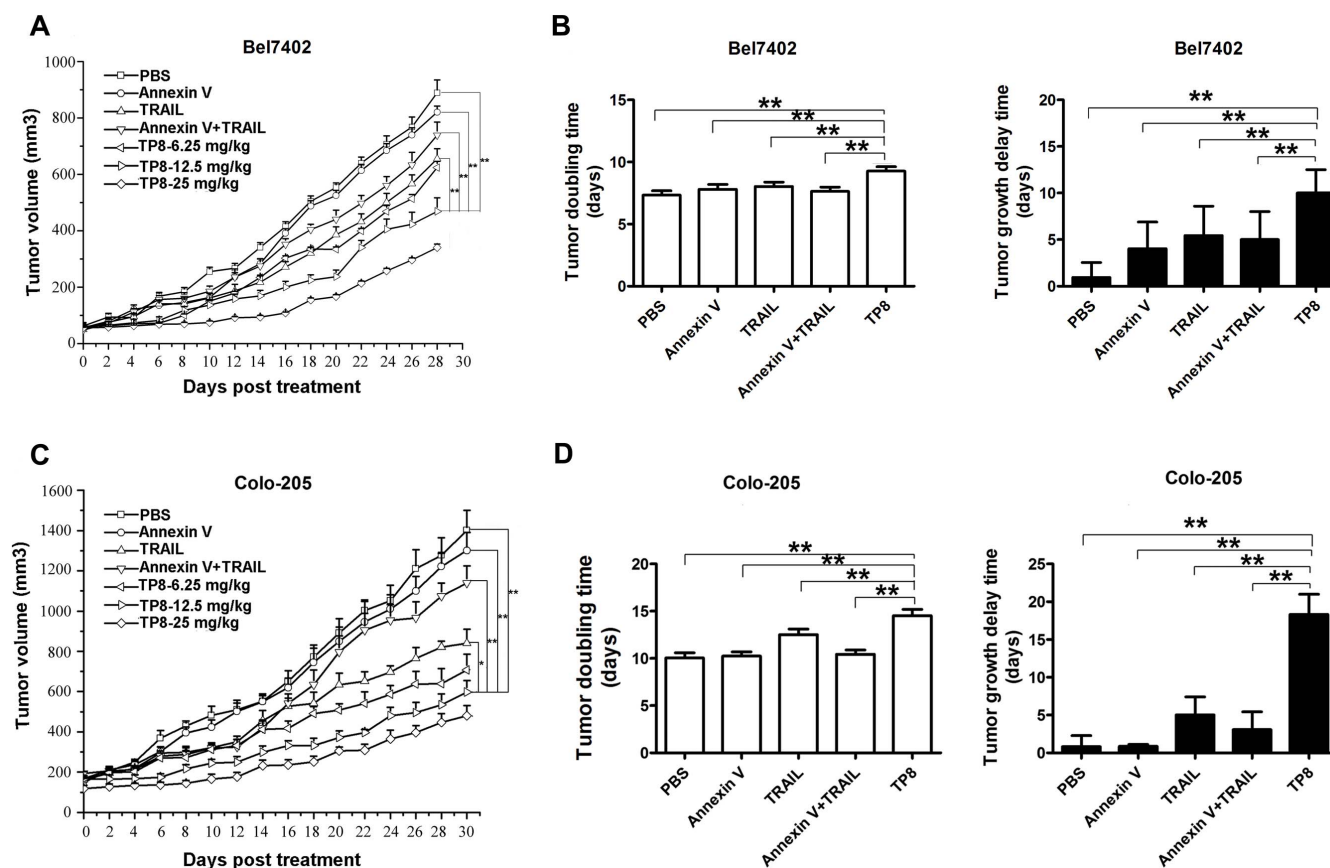 A
Bel7402
Tumor volume (mm3)
1000
800
600
400
200
0
PBS
Annexin V
TRAIL
Annexin V+TRAIL
TP8-6.25 mg/kg
TP8-12.5 mg/kg
TP8-25 mg/kg
**
**
**
**
0 2 4 6 8 10 12 14 16 18 20 22 24 26 28 30
Days post treatment
B
Bel7402
Tumor doubling time
(days)
15
10
5
0
**
**
**
**
PBS
Annexin V
TRAIL
Annexin V+TRAIL
TP8
Bel7402
Tumor growth delay time
(days)
20
15
10
5
0
**
**
**
**
PBS
Annexin V
TRAIL
Annexin V+TRAIL
TP8
C
Colo-205
Tumor volume (mm3)
1600
1400
1200
1000
800
600
400
200
0
PBS
Annexin V
TRAIL
Annexin V+TRAIL
TP8-6.25 mg/kg
TP8-12.5 mg/kg
TP8-25 mg/kg
**
**
**
*
0 2 4 6 8 10 12 14 16 18 20 22 24 26 28 30
Days post treatment
D
Colo-205
Tumor doubling time
(days)
20
15
10
5
0
**
**
**
**
PBS
Annexin V
TRAIL
Annexin V+TRAIL
TP8
Colo-205
Tumor growth delay time
(days)
25
20
15
10
5
0
**
**
**
**
PBS
Annexin V
TRAIL
Annexin V+TRAIL
TP8